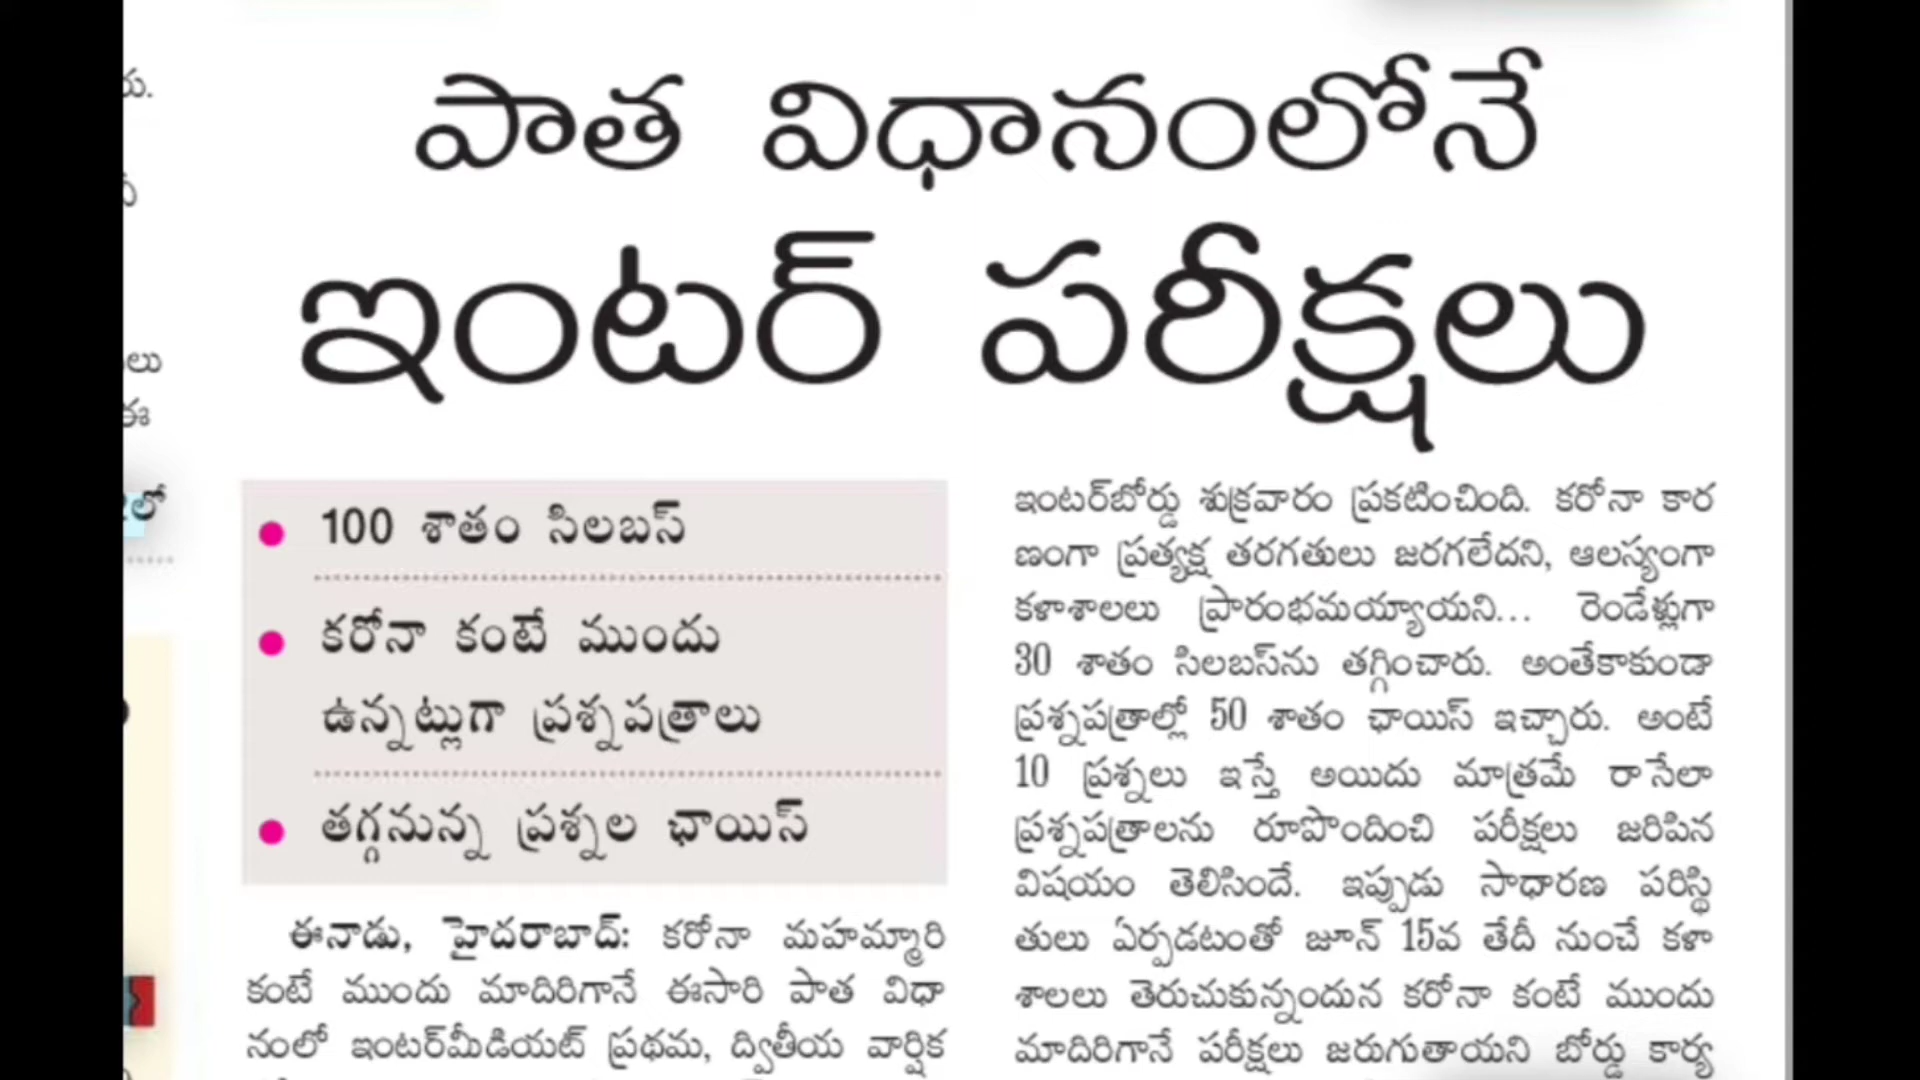 పాత విధానంలోనే
ఇంటర్ పరీక్షలు
100 శాతం సిలబస్
కరోనా కంటే ముందు
ఉన్నట్లుగా ప్రశ్నపత్రాలు
తగ్గనున్న ప్రశ్నల ఛాయిస్
ఈనాడు, హైదరాబాద్: కరోనా మహమ్మారి
కంటే ముందు మాదిరిగానే ఈసారి పాత విధా
నంలో ఇంటర్‌మీడియట్ ప్రథమ, ద్వితీయ వార్షిక
ఇంటర్‌బోర్డు శుక్రవారం ప్రకటించింది. కరోనా కార
ణంగా ప్రత్యక్ష తరగతులు జరగలేదని, ఆలస్యంగా
కళాశాలలు ప్రారంభమయ్యాయని... రెండేళ్లుగా
30 శాతం సిలబస్‌ను తగ్గించారు. అంతేకాకుండా
ప్రశ్నపత్రాల్లో 50 శాతం ఛాయిస్ ఇచ్చారు. అంటే
10 ప్రశ్నలు ఇస్తే అయిదు మాత్రమే రాసేలా
ప్రశ్నపత్రాలను రూపొందించి పరీక్షలు జరిపిన
విషయం తెలిసిందే. ఇప్పుడు సాధారణ పరిస్థి
తులు ఏర్పడటంతో జూన్ 15వ తేదీ నుంచే కళా
శాలలు తెరుచుకున్నందున కరోనా కంటే ముందు
మాదిరిగానే పరీక్షలు జరుగుతాయని బోర్డు కార్య